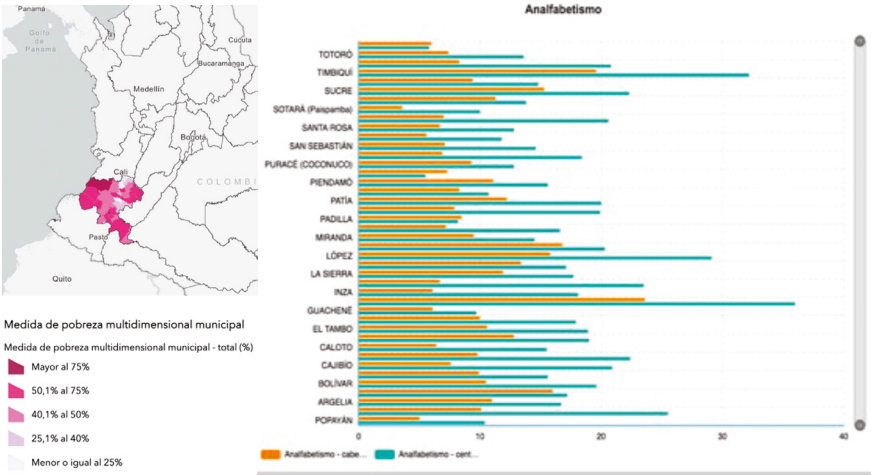 Panamá
Golfo
de
Panamá
Cúcuta
Bucaramanga
Medellín
Bogotá
Cali
COLOMBI
Pasto
Quito
Medida de pobreza multidimensional municipal
Medida de pobreza multidimensional municipal - total (%)
Mayor al 75%
50,1% al 75%
40,1% al 50%
25,1% al 40%
Menor o igual al 25%
Analfabetismo
TOTORÓ
TIMBIQUÍ
SUCRE
SOTARÁ (Paispamba)
SANTA ROSA
SAN SEBASTIÁN
PURACÉ (COCONUCO)
PIENDAMÓ
PATÍA
PADILLA
MIRANDA
LÓPEZ
LA SIERRA
INZA
GUACHENÉ
EL TAMBO
CALOTO
CAJIBÍO
BOLÍVAR
ARGELIA
POPAYÁN
0 10 20 30 40
Analfabetismo - cabe... Analfabetismo - cent...